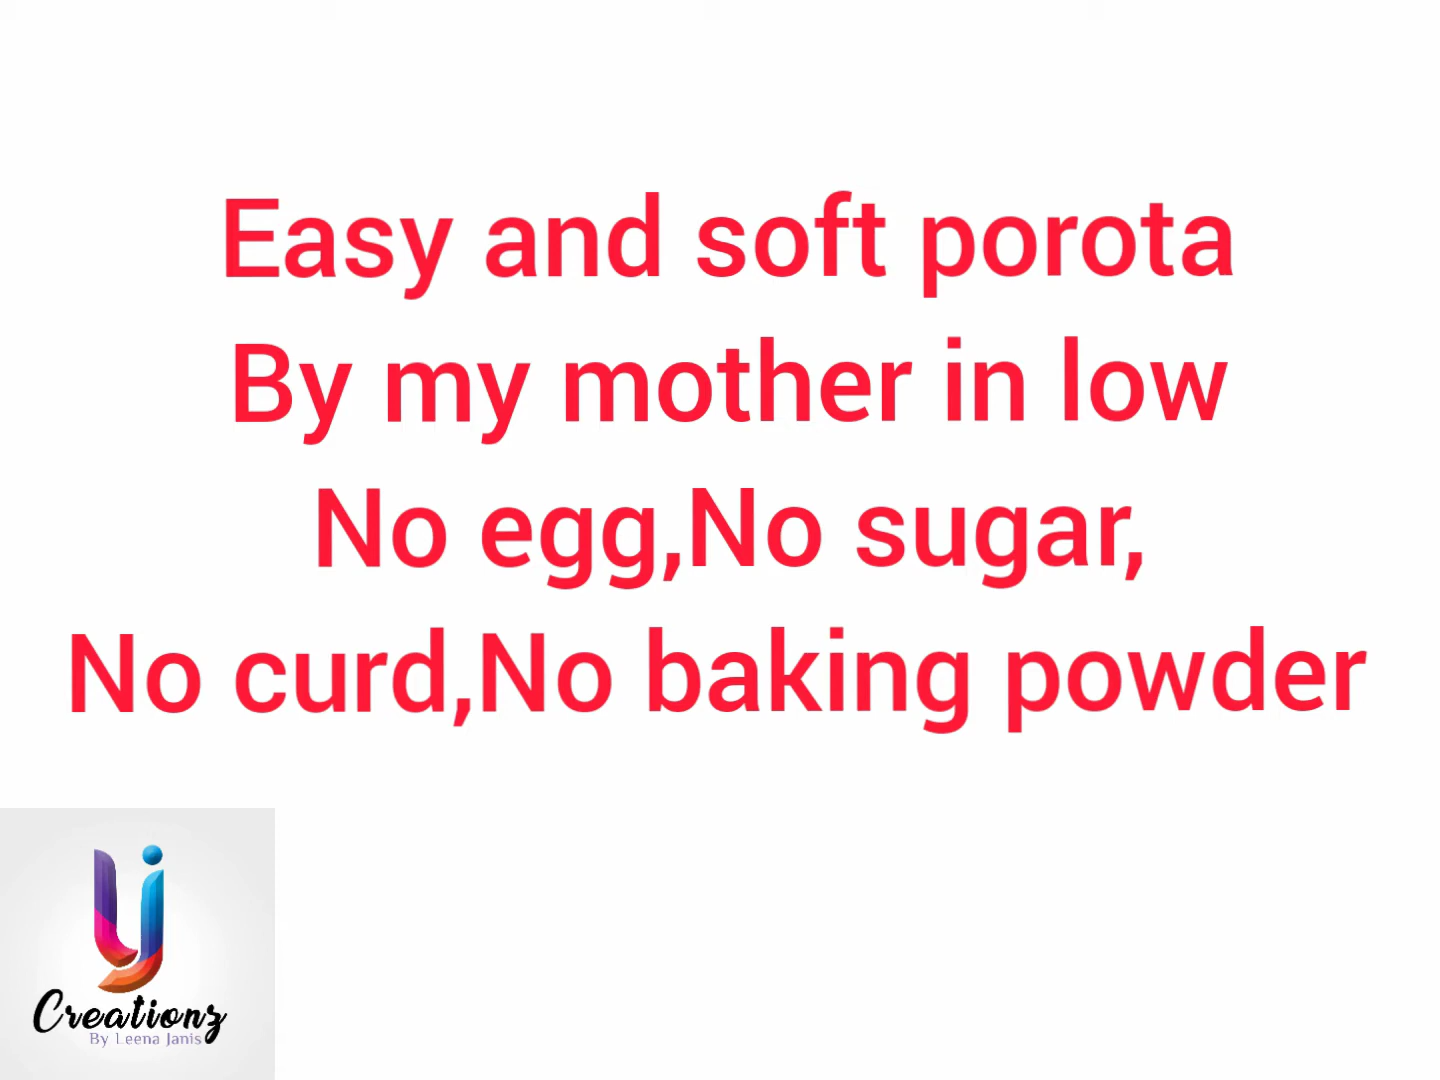 Easy and soft porota
By my mother in low
No egg,No sugar,
No curd,No baking powder
LJ
Creationz
By Leena Janis